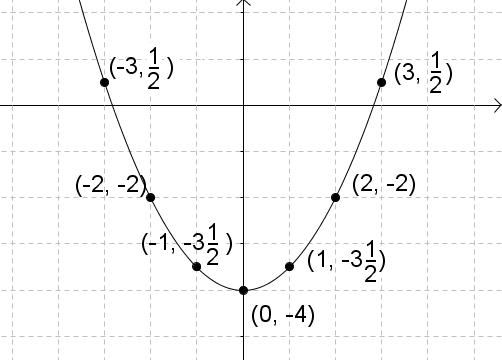 (-3, 1/2)
(3, 1/2)
(-2, -2)
(2, -2)
(-1, -3 1/2)
(1, -3 1/2)
(0, -4)